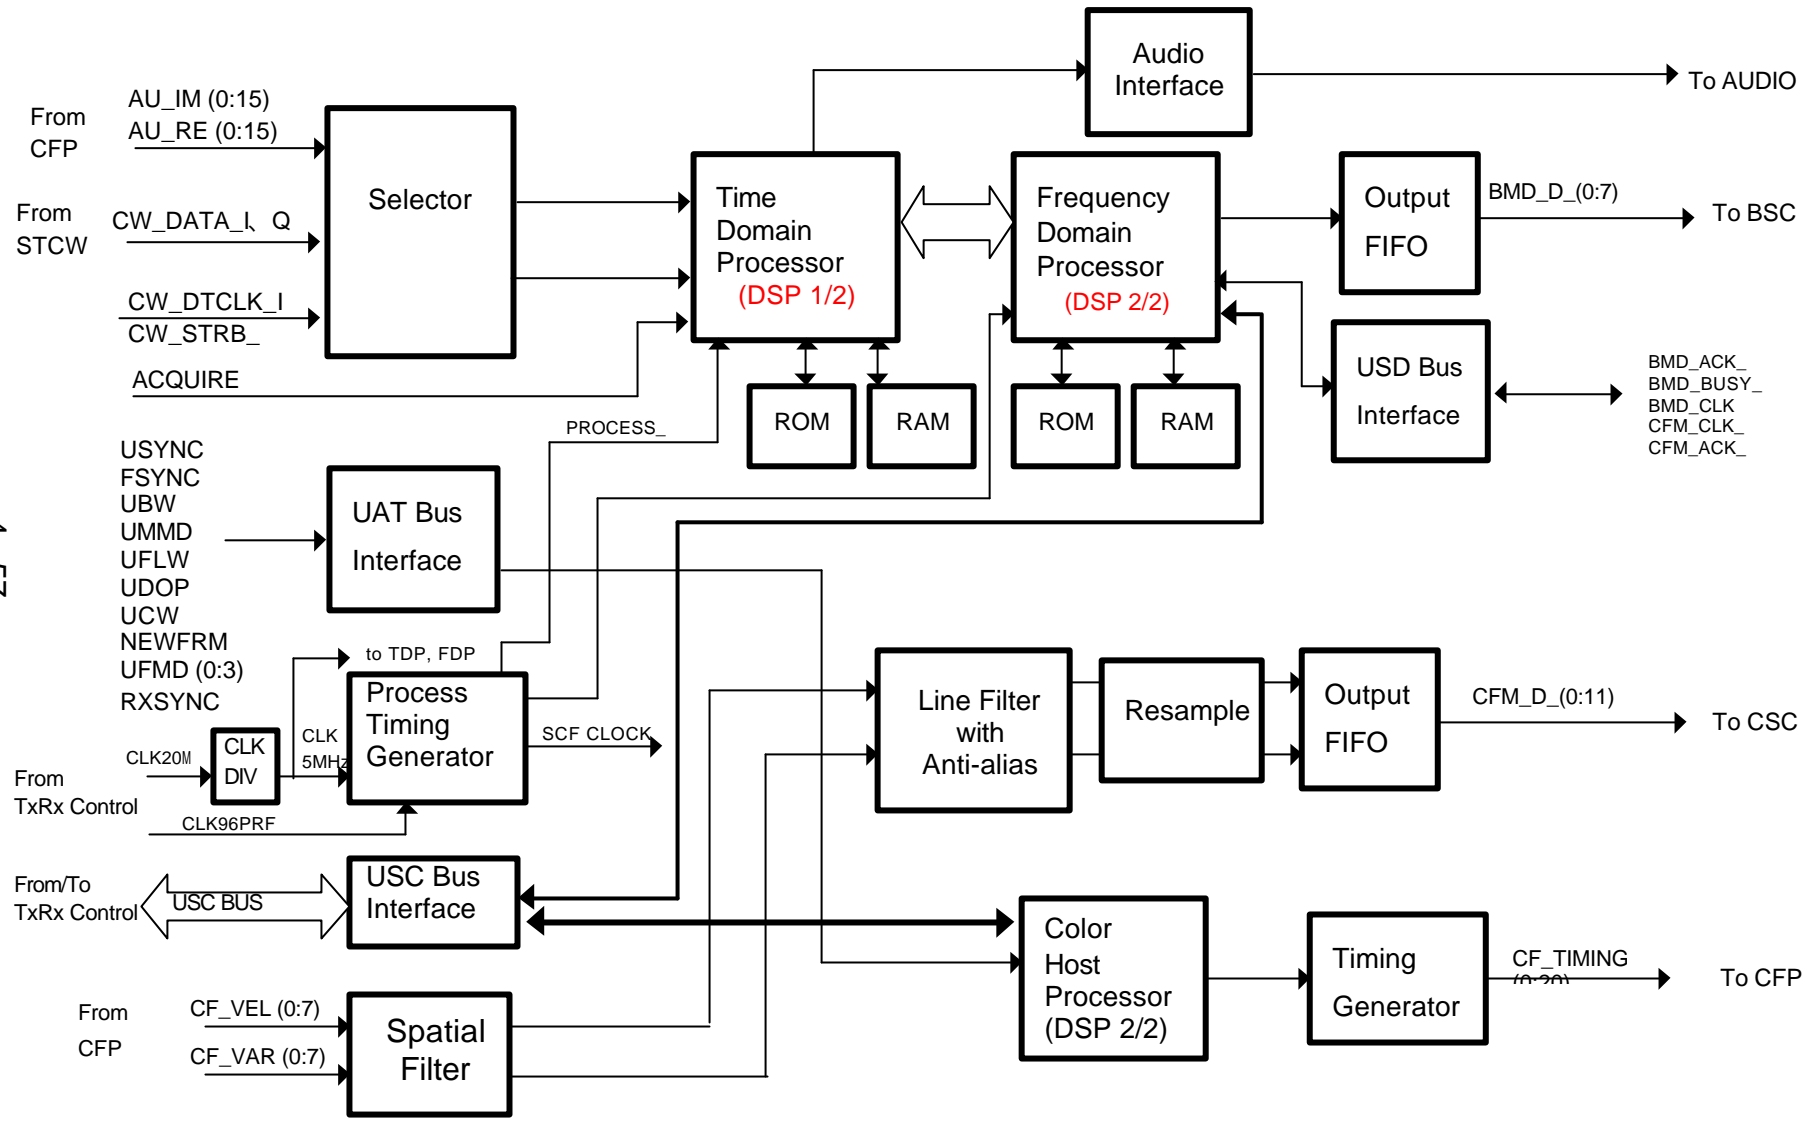 Audio
Interface
To AUDIO
From
CFP
AU_IM (0:15)
AU_RE (0:15)
Selector
From
STCW
CW_DATA_I、Q
CW_DTCLK_I
CW_STRB_
ACQUIRE
Time
Domain
Processor
(DSP 1/2)
Frequency
Domain
Processor
(DSP 2/2)
Output
FIFO
BMD_D_(0:7)
To BSC
USD Bus
Interface
BMD_ACK_
BMD_BUSY_
BMD_CLK
CFM_CLK_
CFM_ACK_
ROM
RAM
ROM
RAM
PROCESS_
USYNC
FSYNC
UBW
UMMD
UFLW
UDOP
UCW
NEWFRM
UFMD (0:3)
RXSYNC
UAT Bus
Interface
to TDP, FDP
Process
Timing
Generator
CLK
5MHz
CLK
DIV
CLK20M
From
TxRx Control
CLK96PRF
SCF CLOCK
Line Filter
with
Anti-alias
Resample
Output
FIFO
CFM_D_(0:11)
To CSC
From/To
TxRx Control
USC BUS
USC Bus
Interface
Color
Host
Processor
(DSP 2/2)
Timing
Generator
CF_TIMING
(0:20)
To CFP
From
CFP
CF_VEL (0:7)
CF_VAR (0:7)
Spatial
Filter